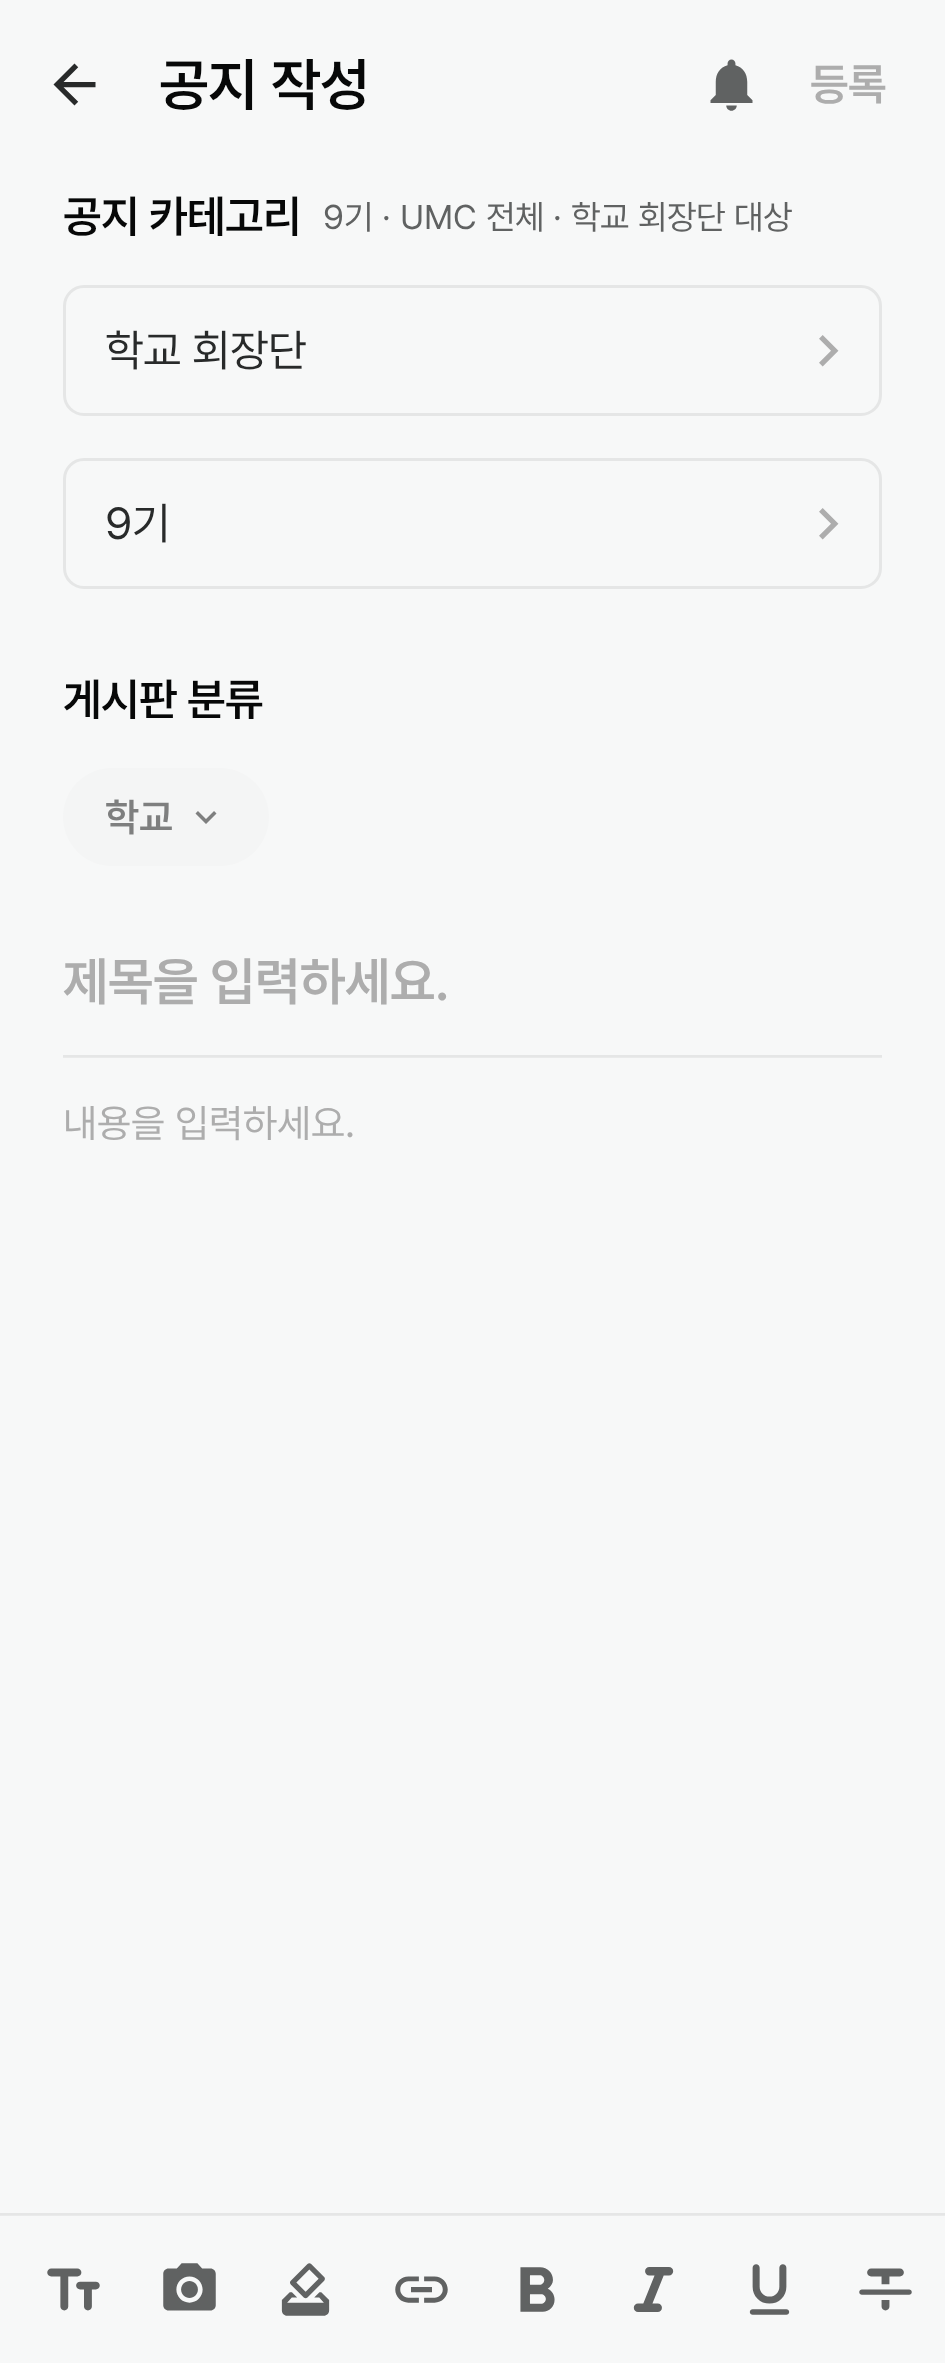 공지 작성
등록
공지 카테고리 9기 · UMC 전체 · 학교 회장단 대상
학교 회장단
9기
게시판 분류
학교
제목을 입력하세요.
내용을 입력하세요.